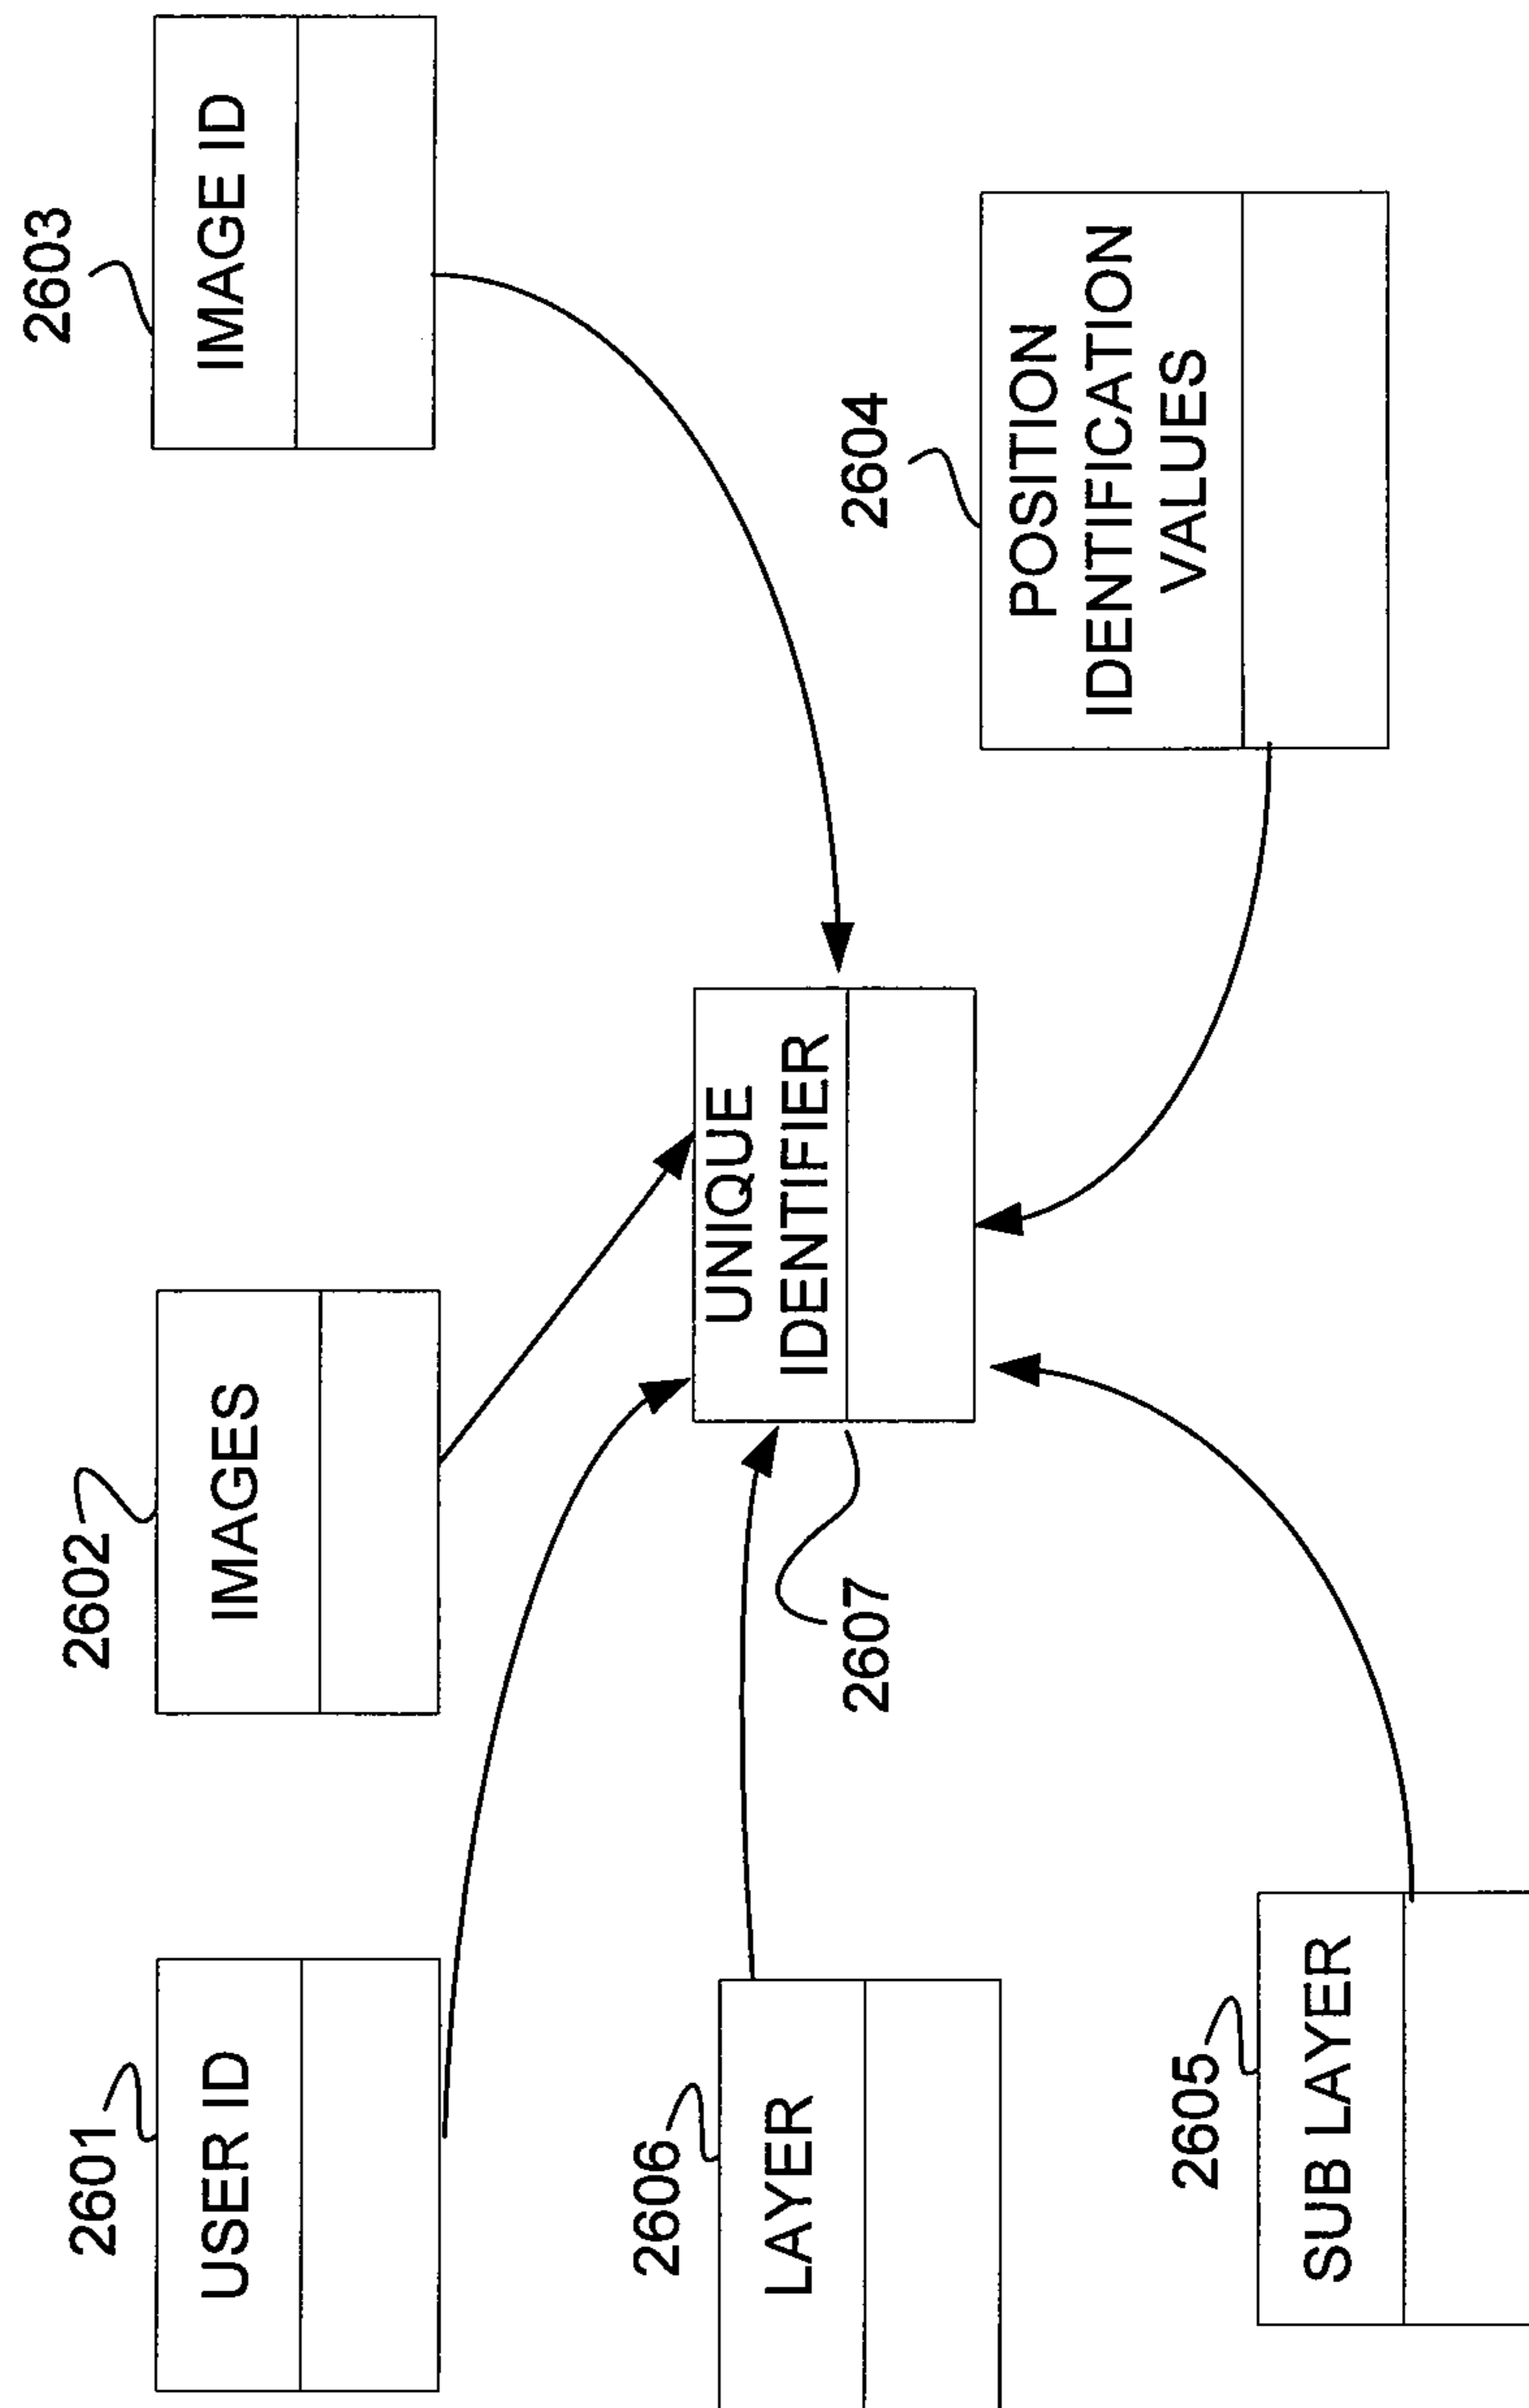 2601
USER ID
2602
IMAGES
2603
IMAGE ID
2606
LAYER
2607
UNIQUE
IDENTIFIER
2604
POSITION
IDENTIFICATION
VALUES
2605
SUB LAYER